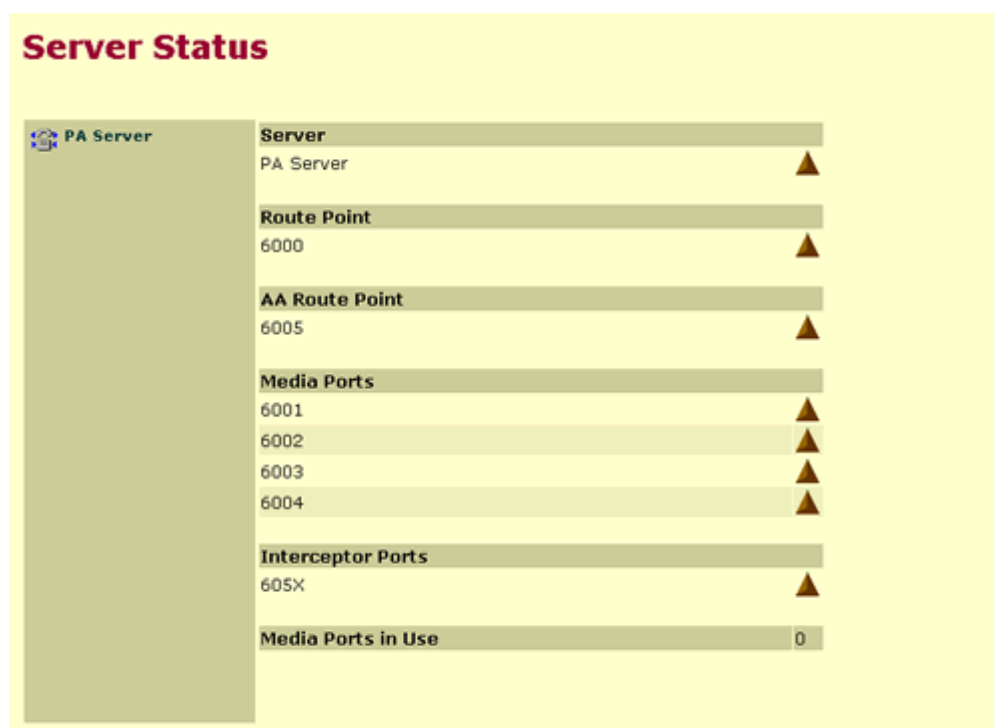 Server Status
PA Server
Server
PA Server
Route Point
6000
AA Route Point
6005
Media Ports
6001
6002
6003
6004
Interceptor Ports
605X
Media Ports in Use 0